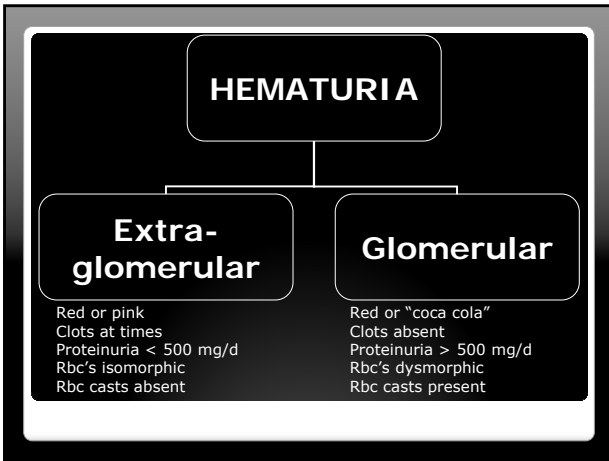 HEMATURIA
Extra-
glomerular
Red or pink
Clots at times
Proteinuria < 500 mg/d
Rbc's isomorphic
Rbc casts absent
Glomerular
Red or “coca cola”
Clots absent
Proteinuria > 500 mg/d
Rbc's dysmorphic
Rbc casts present